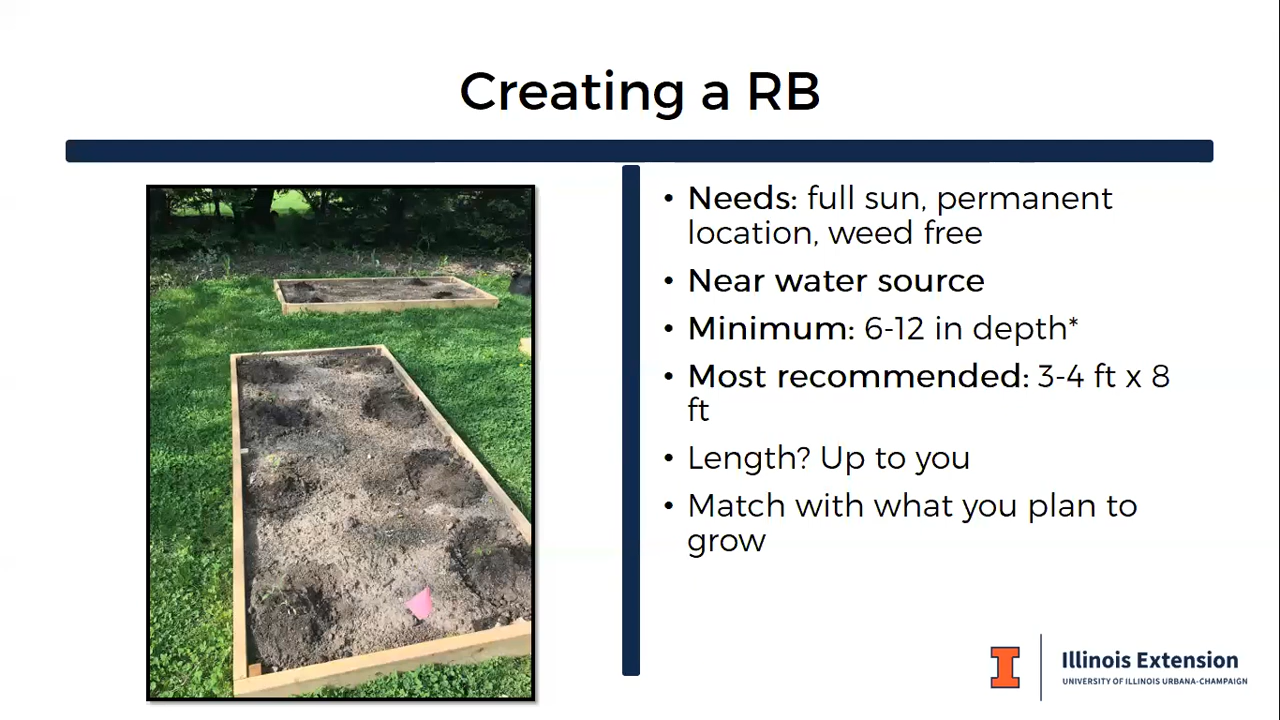 Creating a RB
• Needs: full sun, permanent
location, weed free
• Near water source
• Minimum: 6-12 in depth*
• Most recommended: 3-4 ft x 8
ft
• Length? Up to you
• Match with what you plan to
grow
I
Illinois Extension
UNIVERSITY OF ILLINOIS URBANA-CHAMPAIGN